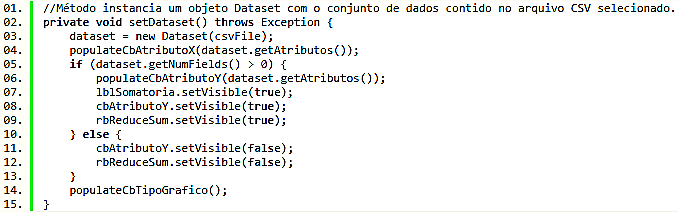 01. //Método instancia um objeto Dataset com o conjunto de dados contido no arquivo CSV selecionado.
02. private void setDataset() throws Exception {
03. dataset = new Dataset(csvFile);
04. populateCbAtributoX(dataset.getAtributos());
05. if (dataset.getNumFields() > 0) {
06. populateCbAtributoY(dataset.getAtributos());
07. lblSomatoria.setVisible(true);
08. cbAtributoY.setVisible(true);
09. rbReduceSum.setVisible(true);
10. } else {
11. cbAtributoY.setVisible(false);
12. rbReduceSum.setVisible(false);
13. }
14. populateCbTipoGrafico();
15. }